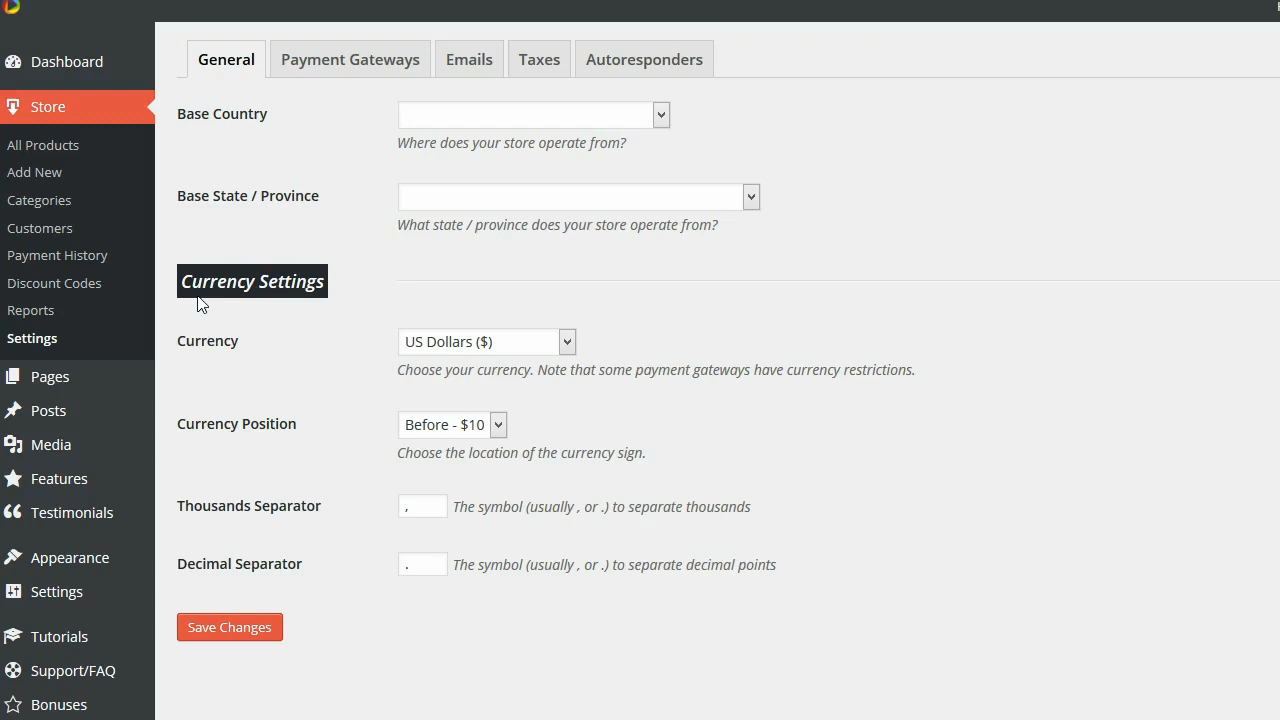 Dashboard
Store
All Products
Add New
Categories
Customers
Payment History
Discount Codes
Reports
Settings
Pages
Posts
Media
Features
Testimonials
Appearance
Settings
Tutorials
Support/FAQ
Bonuses
General Payment Gateways Emails Taxes Autoresponders
Base Country
Where does your store operate from?
Base State / Province
What state / province does your store operate from?
Currency Settings
Currency US Dollars ($)
Choose your currency. Note that some payment gateways have currency restrictions.
Currency Position Before - $10
Choose the location of the currency sign.
Thousands Separator , The symbol (usually , or .) to separate thousands
Decimal Separator . The symbol (usually , or .) to separate decimal points
Save Changes